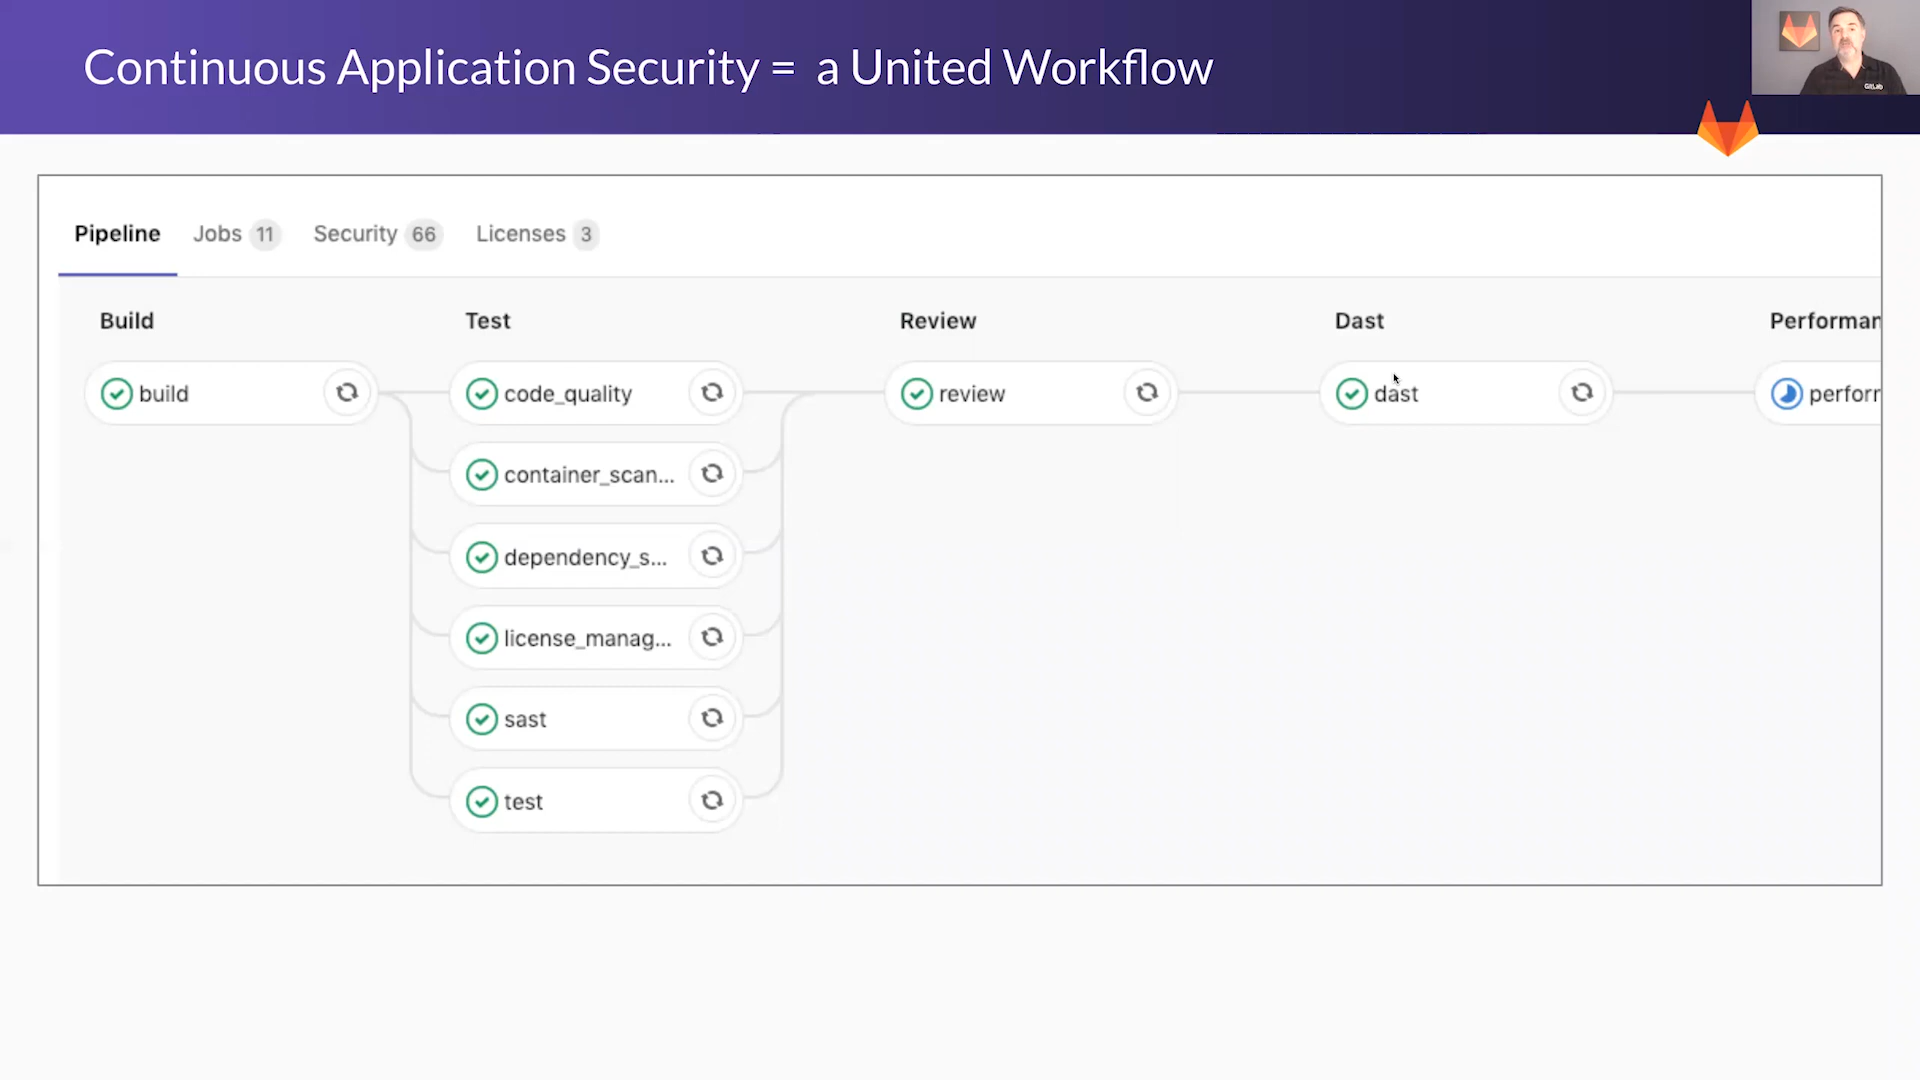 Continuous Application Security = a United Workflow
GitLab
Pipeline Jobs 11 Security 66 Licenses 3
Build Test Review Dast Performan
build code_quality review dast perforr
container_scan...
dependency_s...
license_manag...
sast
test